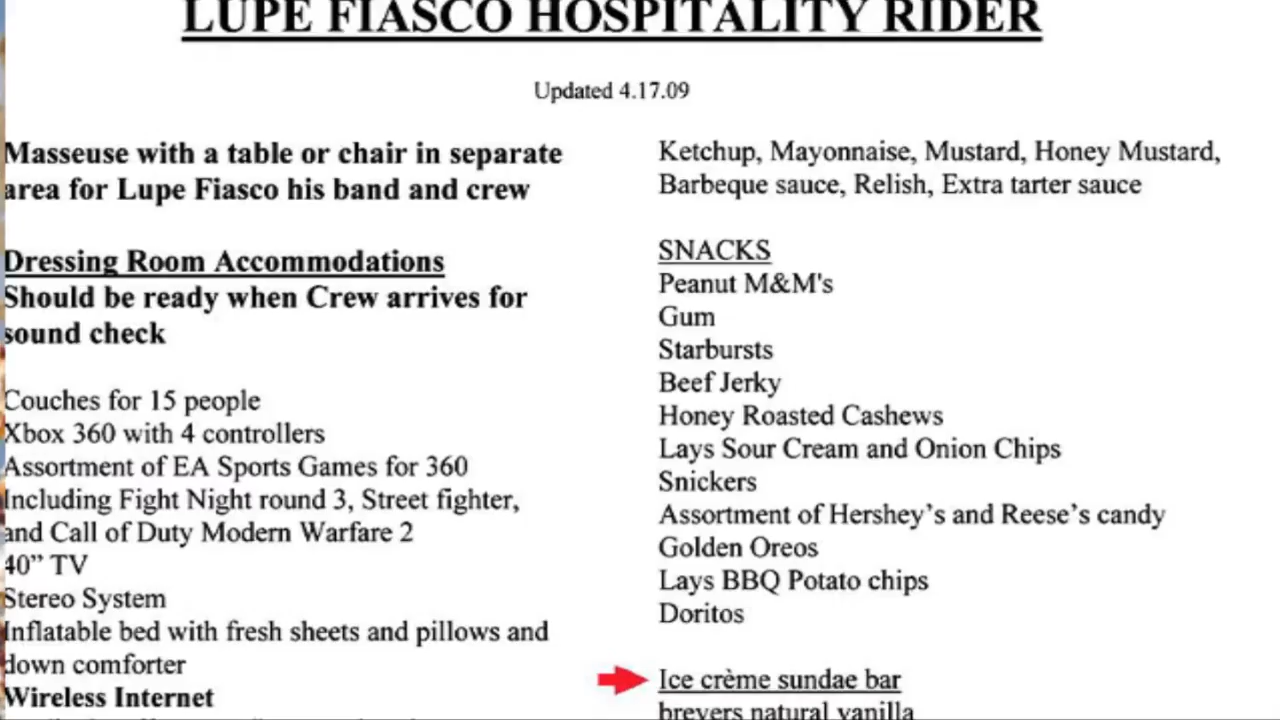 LUPE FIASCO HOSPITALITY RIDER
Updated 4.17.09
Masseuse with a table or chair in separate
area for Lupe Fiasco his band and crew
Dressing Room Accommodations
Should be ready when Crew arrives for
sound check
Couches for 15 people
Xbox 360 with 4 controllers
Assortment of EA Sports Games for 360
Including Fight Night round 3, Street fighter,
and Call of Duty Modern Warfare 2
40” TV
Stereo System
Inflatable bed with fresh sheets and pillows and
down comforter
Wireless Internet
Ketchup, Mayonnaise, Mustard, Honey Mustard,
Barbeque sauce, Relish, Extra tarter sauce
SNACKS
Peanut M&M's
Gum
Starbursts
Beef Jerky
Honey Roasted Cashews
Lays Sour Cream and Onion Chips
Snickers
Assortment of Hershey’s and Reese’s candy
Golden Oreos
Lays BBQ Potato chips
Doritos
Ice crème sundae bar
breyers natural vanilla